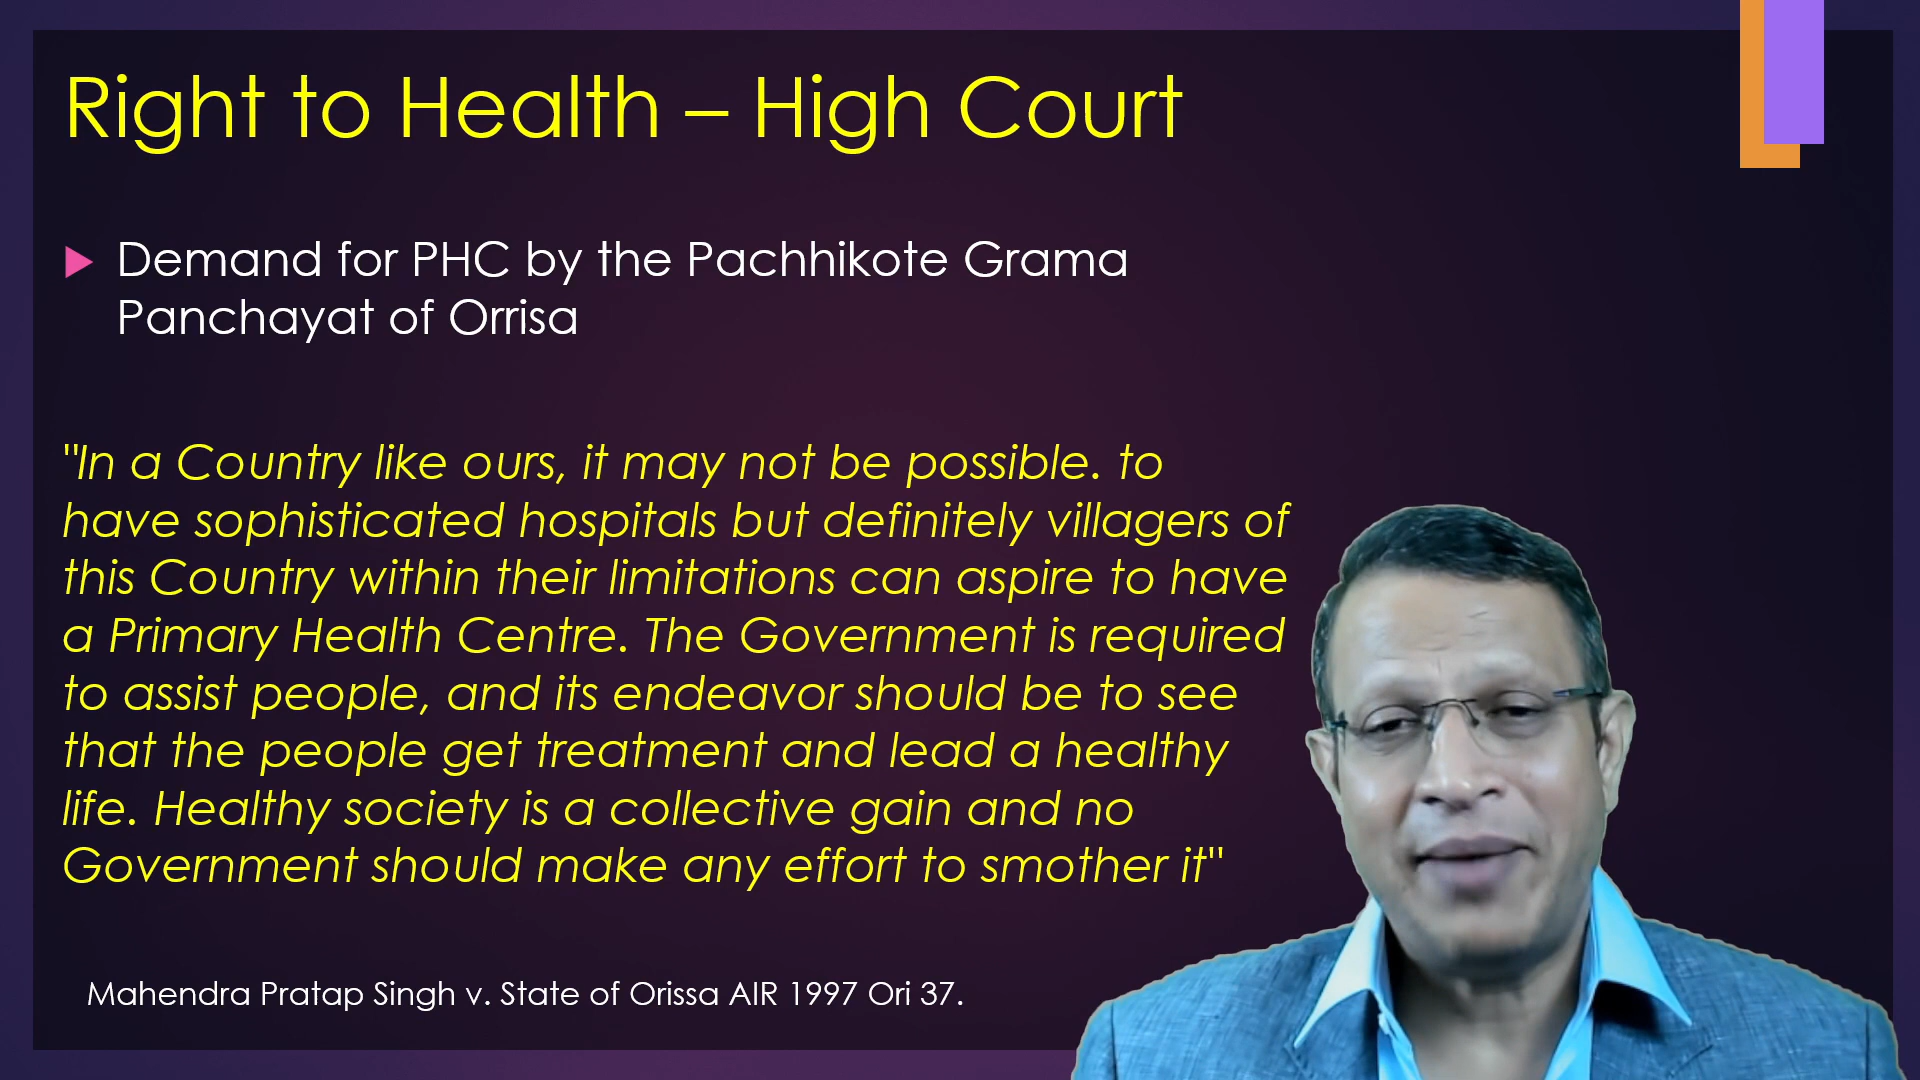 Right to Health – High Court
Demand for PHC by the Pachhikote Grama
Panchayat of Orrisa
"In a Country like ours, it may not be possible. to
have sophisticated hospitals but definitely villagers of
this Country within their limitations can aspire to have
a Primary Health Centre. The Government is required
to assist people, and its endeavor should be to see
that the people get treatment and lead a healthy
life. Healthy society is a collective gain and no
Government should make any effort to smother it"
Mahendra Pratap Singh v. State of Orissa AIR 1997 Ori 37.